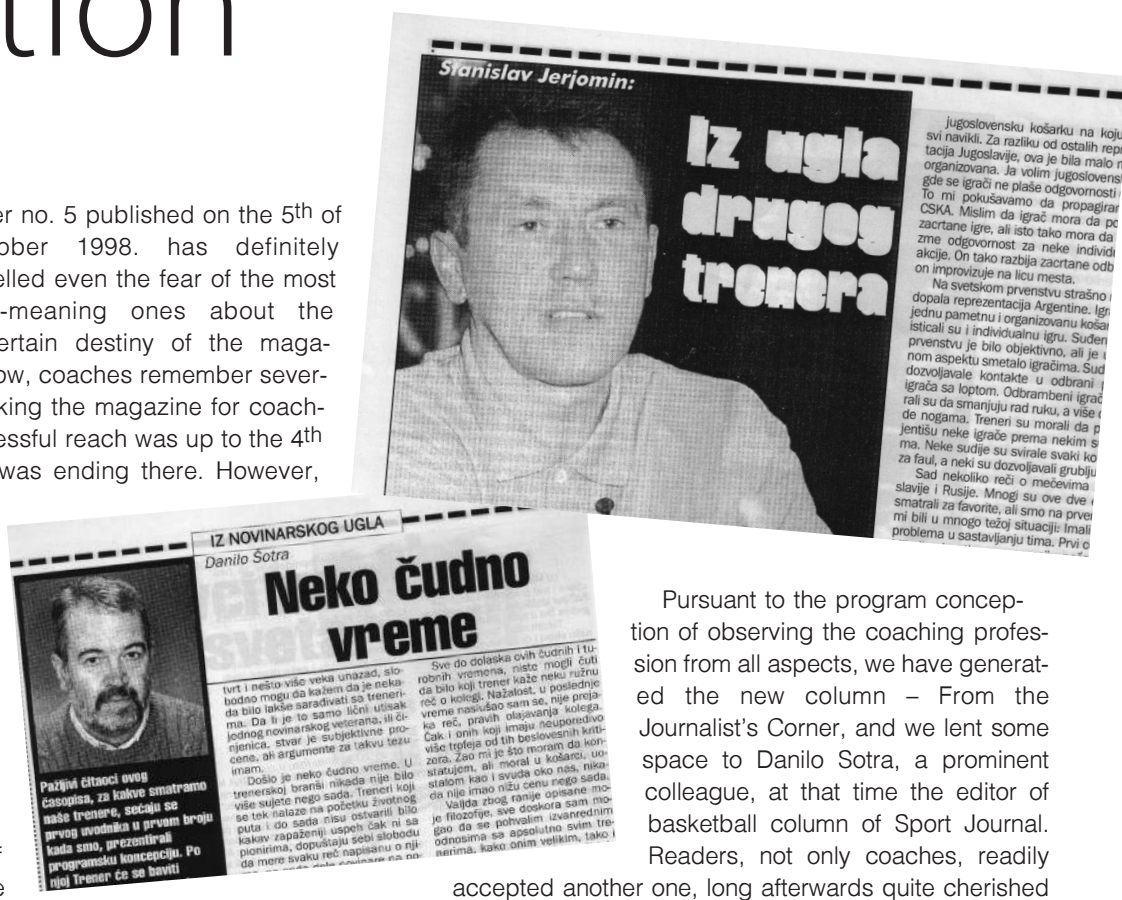 tion
er no. 5 published on the 5th of
ober 1998. has definitely
elled even the fear of the most
-meaning ones about the
ertain destiny of the maga-
ow, coaches remember sever-
king the magazine for coach-
essful reach was up to the 4th
was ending there. However,
Stanislav Jerjomin:
Iz ugla
drugog
trenera
jugoslovensku košarku na koju
svi navikli. Za razliku od ostalih repr
tacija Jugoslavije, ova je bila malo
organizovana. Ja volim jugoslovens
gde se igrači ne plaše odgovornosti
To mi pokušavamo da propagira
CSKA. Mislim da igrač mora da po
zacrtane igre, ali isto tako mora da
zme odgovornost za neke individ
akcije. On tako razbija zacrtane odb
on improvizuje na licu mesta.
Na svetskom prvenstvu strašno
dopala reprezentacija Argentine. Igr
jednu pametnu i organizovanu košar
isticali su i individualnu igru. Suđen
prvenstvu je bilo objektivno, ali je u
nom aspektu smetalo igračima. Sud
dozvoljavale kontakte u odbrani
igrača sa loptom. Odbrambeni igrač
rali su da smanjuju rad ruku, a više
de nogama. Treneri su morali da p
jentišu neke igrače prema nekim s
ma. Neke sudije su svirale svaki ko
za faul, a neki su dozvoljavali grublju
Sad nekoliko reči o mečevima
slavije i Rusije. Mnogi su ove dve
smatrali za favorite, ali smo na prve
mi bili u mnogo težoj situaciji: Imali
problema u sastavljanju tima. Prvi o
IZ NOVINARSKOG UGLA
Danilo Šotra
Neko čudno
vreme
Pažljivi čitaoci ovog
časopisa, za kakve smatramo
naše trenere, sećaju se
prvog uvodnika u prvom broju
kada smo, prezentirali
programsku koncepciju. Po
njoj Trener će se baviti
tvrt i nešto više veka unazad, slo-
bodno mogu da kažem da je neka-
da bilo lakše sarađivati sa treneri-
ma. Da li je to samo lični utisak
jednog novinarskog veterana, ili či-
njenica, stvar je subjektivne pro-
cene, ali argumente za takvu tezu
imam.
Došlo je neko čudno vreme. U
trenerskoj branši nikada nije bilo
više sujete nego sada. Treneri koji
se tek nalaze na početku životnog
puta i do sada nisu ostvarili bilo
kakav zapaženiji uspeh čak ni sa
pionirima, dopuštaju sebi slobodu
da mere svaku reč napisanu o nji-
Sve do dolaska ovih čudnih i tu-
robnih vremena, niste mogli čuti
da bilo koji trener kaže neku ružnu
reč o kolegi. Nažalost, u poslednje
vreme naslušao sam se, nije preja-
ka reč, pravih olajavanja kolega.
Čak i onih koji imaju neuporedivo
više trofeja od tih beslovesnih kriti-
zera. Žao mi je što moram da kon-
statujem, ali moral u košarci, uo-
stalom kao i svuda oko nas, nika-
da nije imao nižu cenu nego sada.
Valjda zbog ranije opisane mo-
je filozofije, sve doskora sam mo-
gao da se pohvalim izvanrednim
odnosima sa apsolutno svim tre-
nerima, kako onim velikim, tako i
Pursuant to the program concep-
tion of observing the coaching profes-
sion from all aspects, we have generat-
ed the new column – From the
Journalist's Corner, and we lent some
space to Danilo Sotra, a prominent
colleague, at that time the editor of
basketball column of Sport Journal.
Readers, not only coaches, readily
accepted another one, long afterwards quite cherished